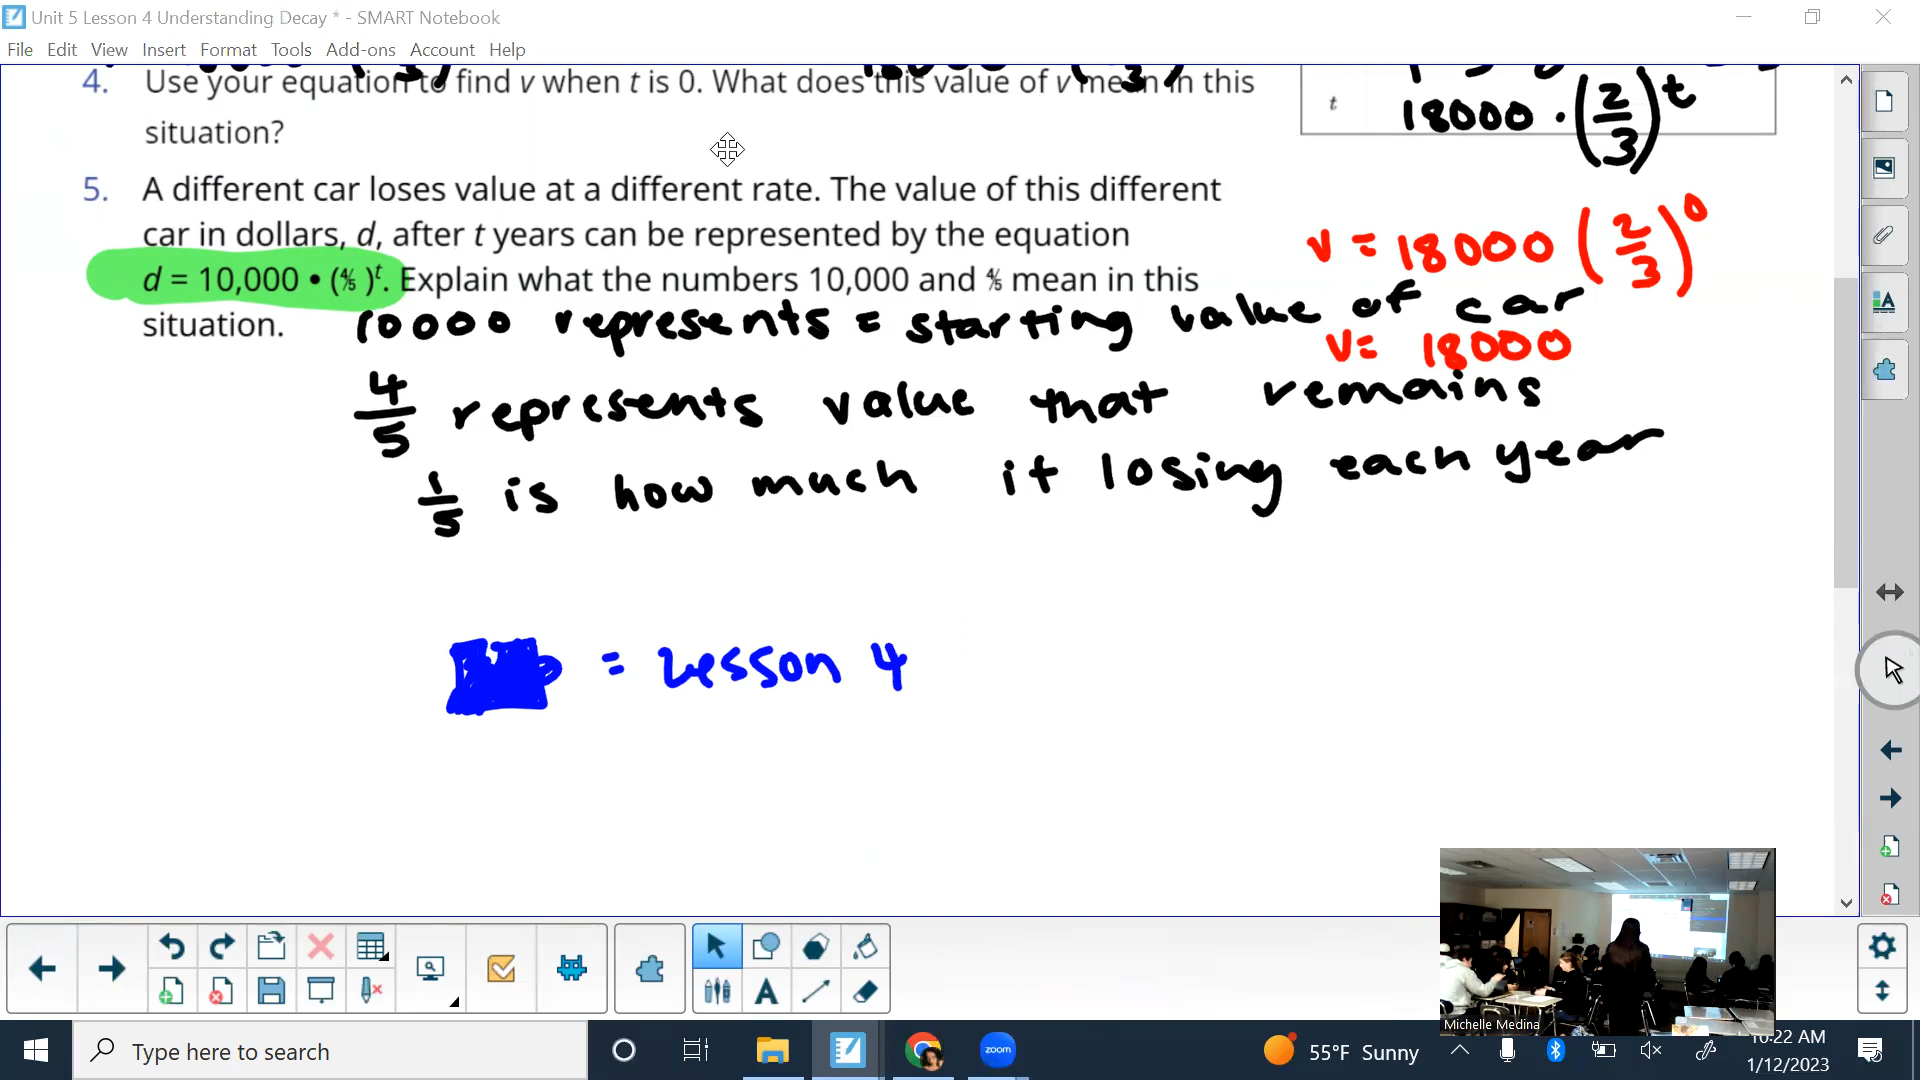 Unit 5 Lesson 4 Understanding Decay * - SMART Notebook
File Edit View Insert Format Tools Add-ons Account Help
4. Use your equation to find v when t is 0. What does this value of v mean in this
situation?
t
18000 · (2/3)^t
5. A different car loses value at a different rate. The value of this different
car in dollars, d, after t years can be represented by the equation
d = 10,000 • (⅘)^t. Explain what the numbers 10,000 and ⅘ mean in this
situation.
v = 18000 (2/3)^0
10000 represents = starting value of car
v= 18000
4/5 represents value that remains
1/5 is how much it losing each year
= Lesson 4
Michelle Medina
Type here to search
zoom
55°F Sunny
10:22 AM
1/12/2023